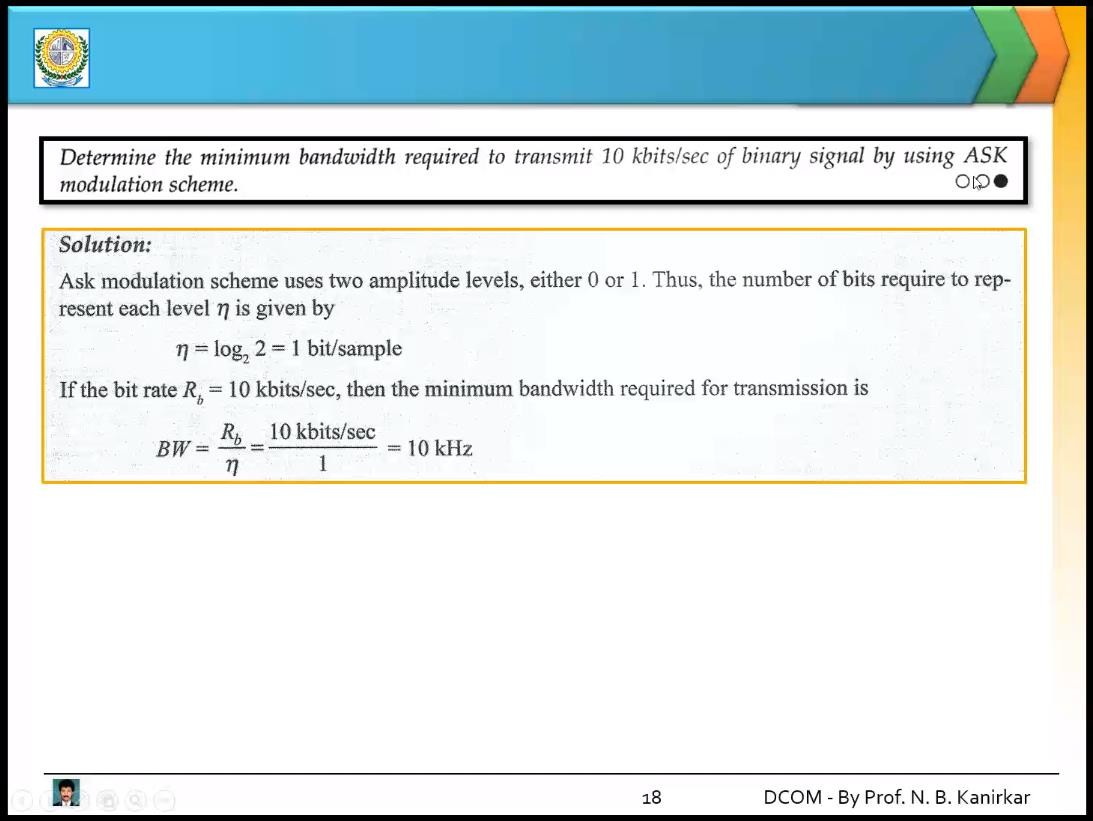 Determine the minimum bandwidth required to transmit 10 kbits/sec of binary signal by using ASK
modulation scheme.
Solution:
Ask modulation scheme uses two amplitude levels, either 0 or 1. Thus, the number of bits require to rep-
resent each level η is given by
η = log₂ 2 = 1 bit/sample
If the bit rate R_b = 10 kbits/sec, then the minimum bandwidth required for transmission is
BW = R_b/η = 10 kbits/sec/1 = 10 kHz
18 DCOM - By Prof. N. B. Kanirkar